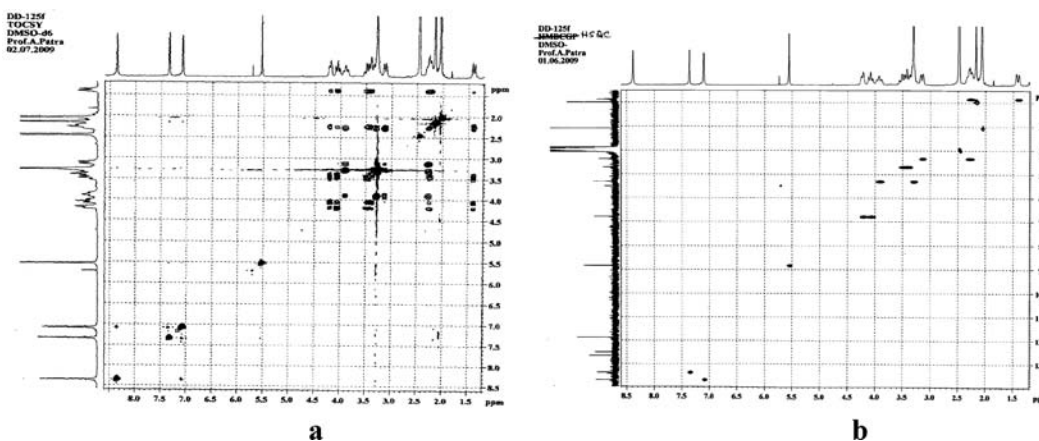 DD-125f
TOCSY
DMSO-d6
Prof.A.Patra
02.07.2009
ppm
2.0
2.5
3.0
3.5
4.0
4.5
5.0
5.5
6.0
6.5
7.0
7.5
8.0
8.5
8.5 8.0 7.5 7.0 6.5 6.0 5.5 5.0 4.5 4.0 3.5 3.0 2.5 2.0 1.5 ppm
a
DD-125f
HMBCGP HSQC
DMSO-
Prof.A.Patra
01.06.2009
8.5 8.0 7.5 7.0 6.5 6.0 5.5 5.0 4.5 4.0 3.5 3.0 2.5 2.0 1.5
b